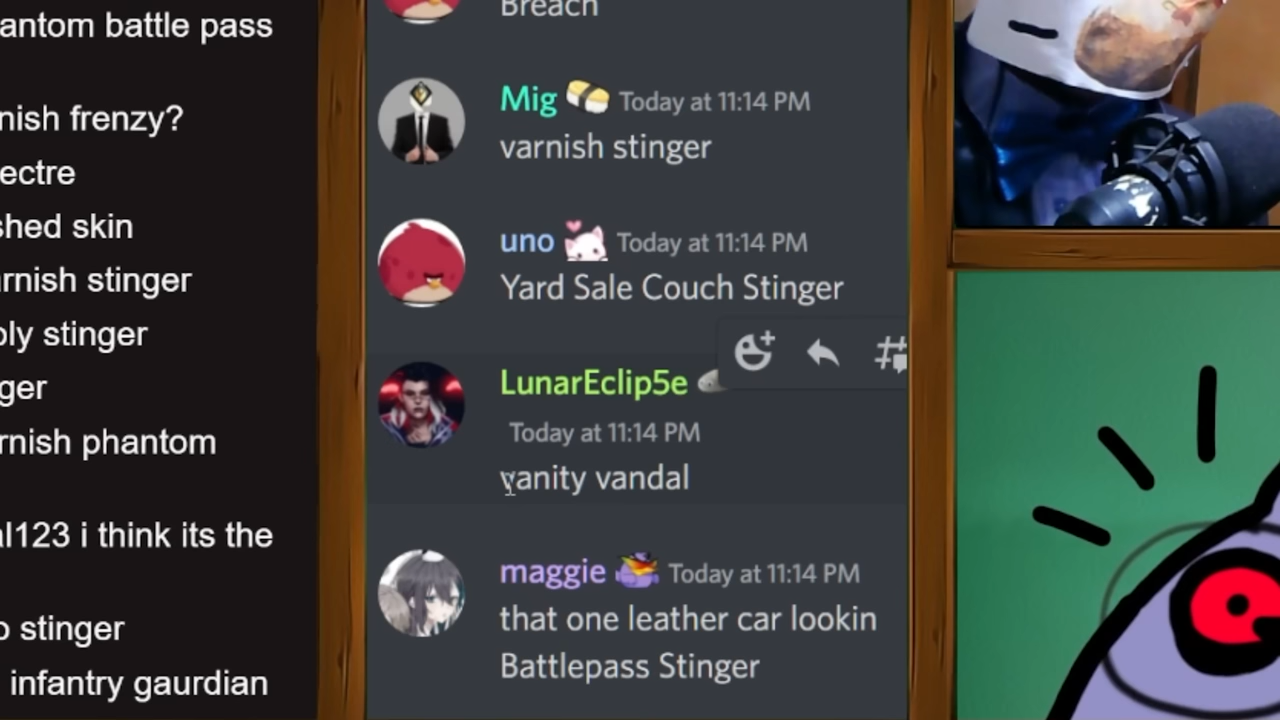 antom battle pass
nish frenzy?
ectre
shed skin
rnish stinger
oly stinger
ger
rnish phantom
al123 i think its the
o stinger
infantry gaurdian
Breach
Mig Today at 11:14 PM
varnish stinger
uno Today at 11:14 PM
Yard Sale Couch Stinger
LunarEclip5e
Today at 11:14 PM
vanity vandal
maggie Today at 11:14 PM
that one leather car lookin
Battlepass Stinger